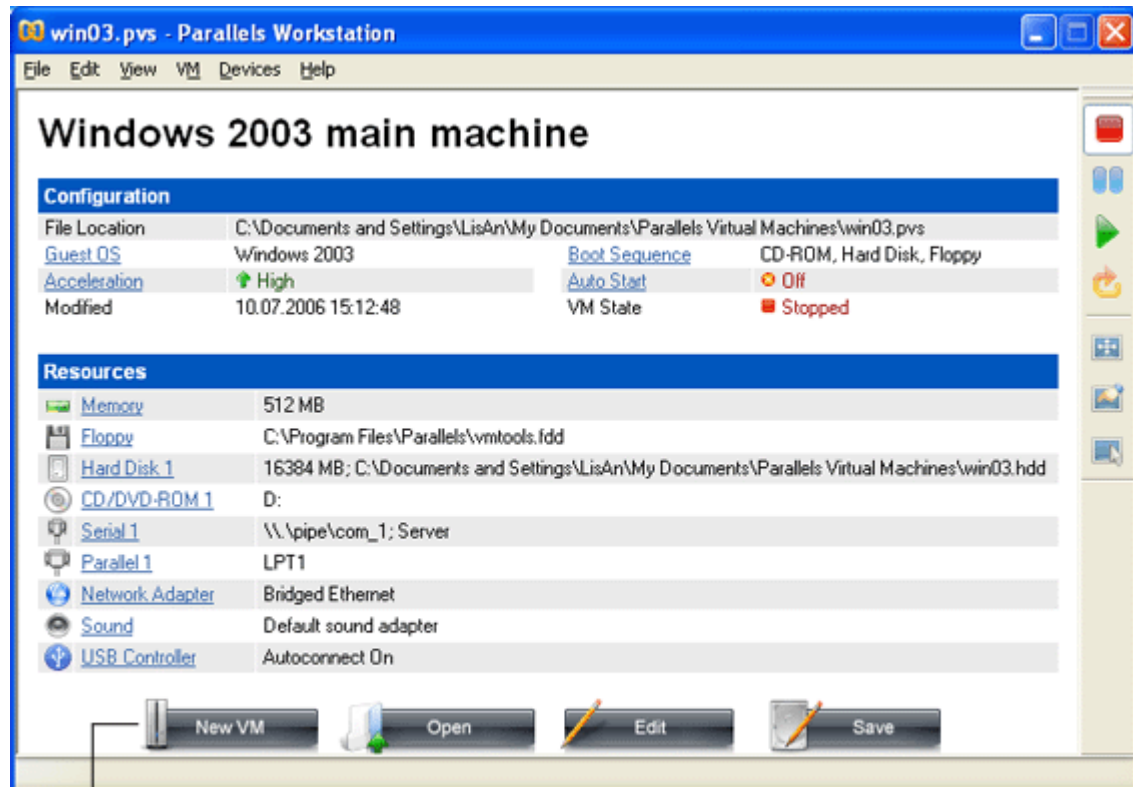 win03.pvs - Parallels Workstation
File Edit View VM Devices Help
Windows 2003 main machine
Configuration
File Location C:\Documents and Settings\LisAn\My Documents\Parallels Virtual Machines\win03.pvs
Guest OS Windows 2003 Boot Sequence CD-ROM, Hard Disk, Floppy
Acceleration High Auto Start Off
Modified 10.07.2006 15:12:48 VM State Stopped
Resources
Memory 512 MB
Floppy C:\Program Files\Parallels\vmtools.fdd
Hard Disk 1 16384 MB; C:\Documents and Settings\LisAn\My Documents\Parallels Virtual Machines\win03.hdd
CD/DVD-ROM 1 D:
Serial 1 \\.\pipe\com_1; Server
Parallel 1 LPT1
Network Adapter Bridged Ethernet
Sound Default sound adapter
USB Controller Autoconnect On
New VM Open Edit Save